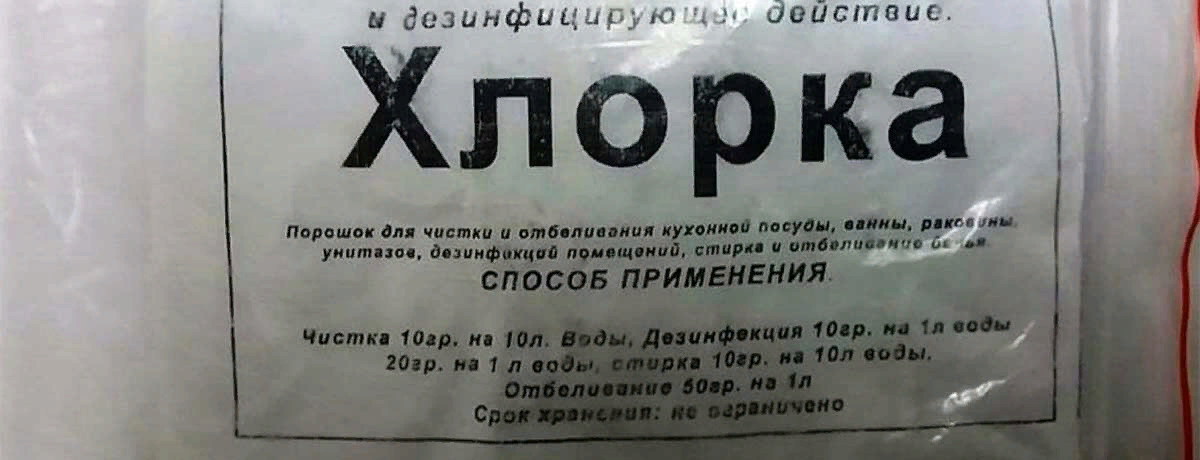 и дезинфицирующее действие.
Хлорка
Порошок для чистки и отбеливания кухонной посуды, ванны, раковины,
унитазов, дезинфекций помещений, стирка и отбеливание белья.
СПОСОБ ПРИМЕНЕНИЯ.
Чистка 10гр. на 10л. Воды, Дезинфекция 10гр. на 1л воды
20гр. на 1 л воды, стирка 10гр. на 10л воды.
Отбеливание 50гр. на 1л
Срок хранения: не ограничено